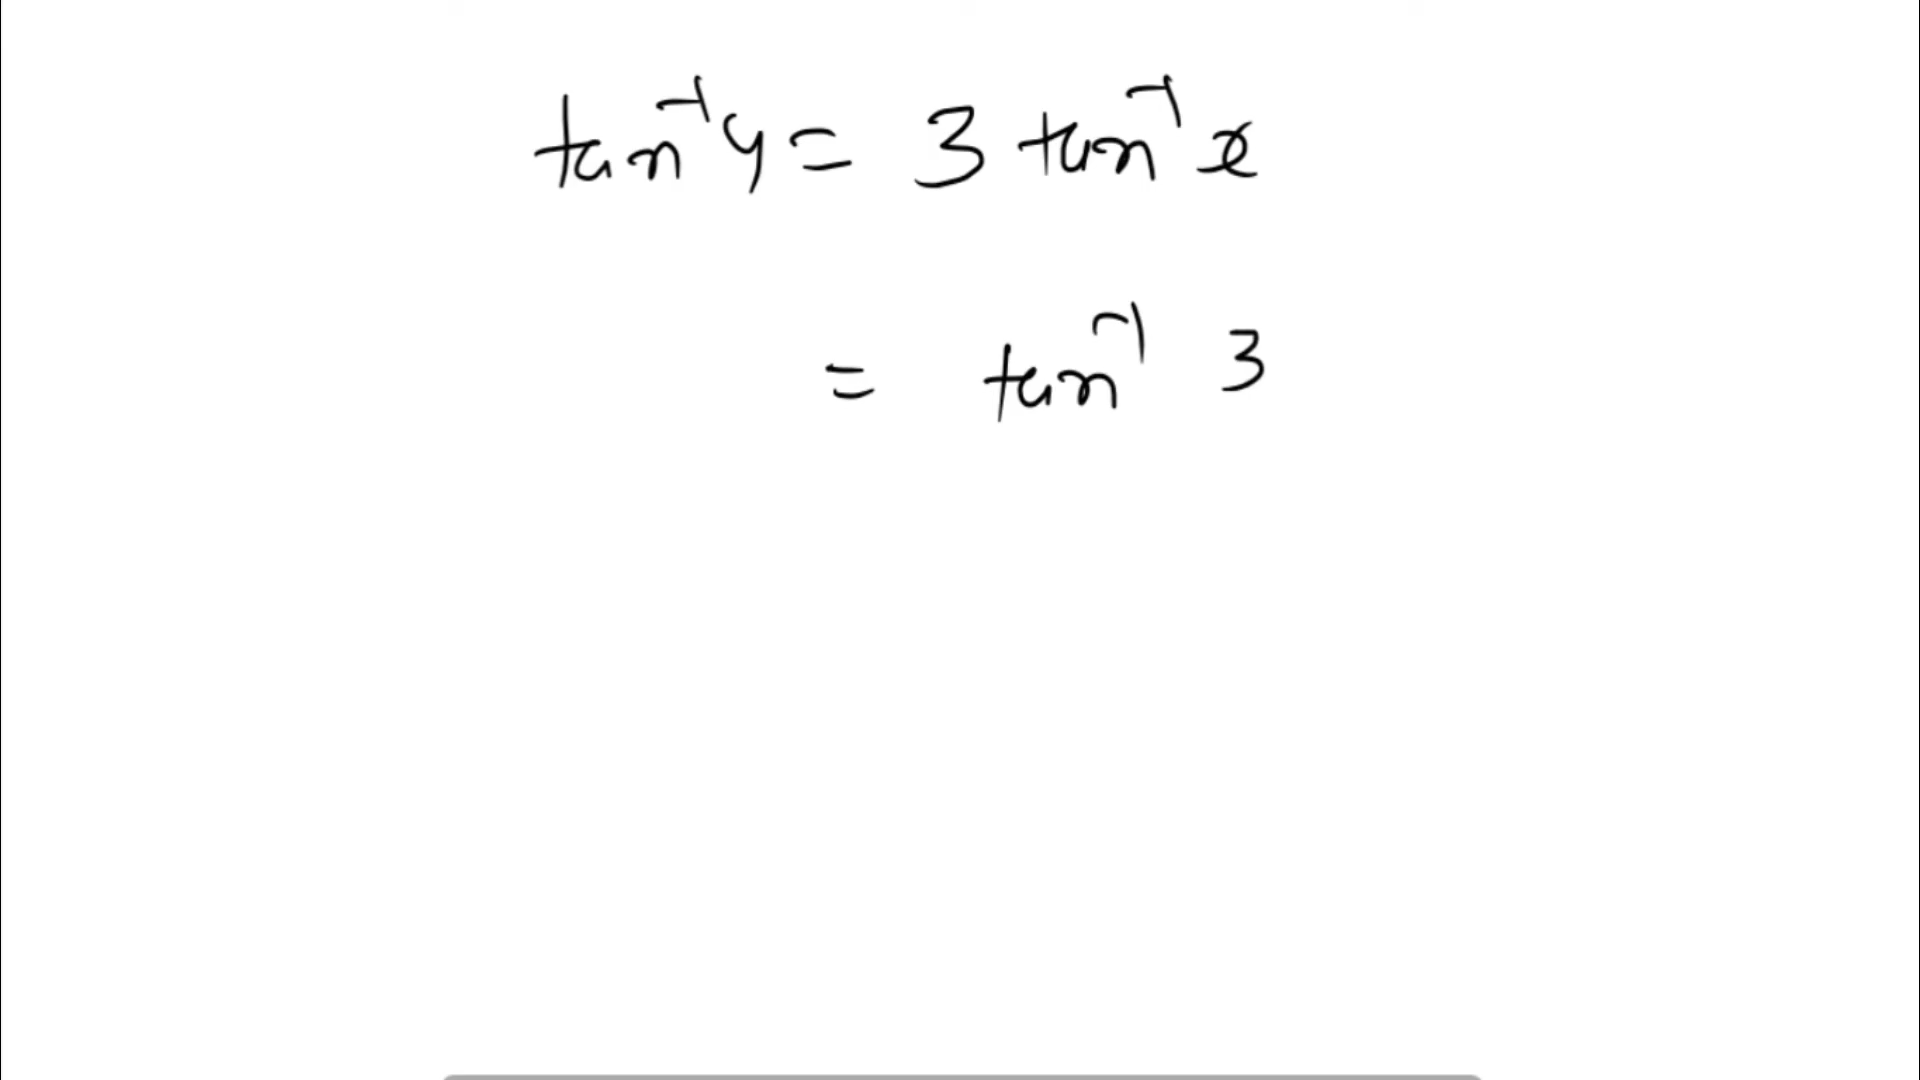 tan⁻¹y = 3 tan⁻¹x
= tan⁻¹ 3